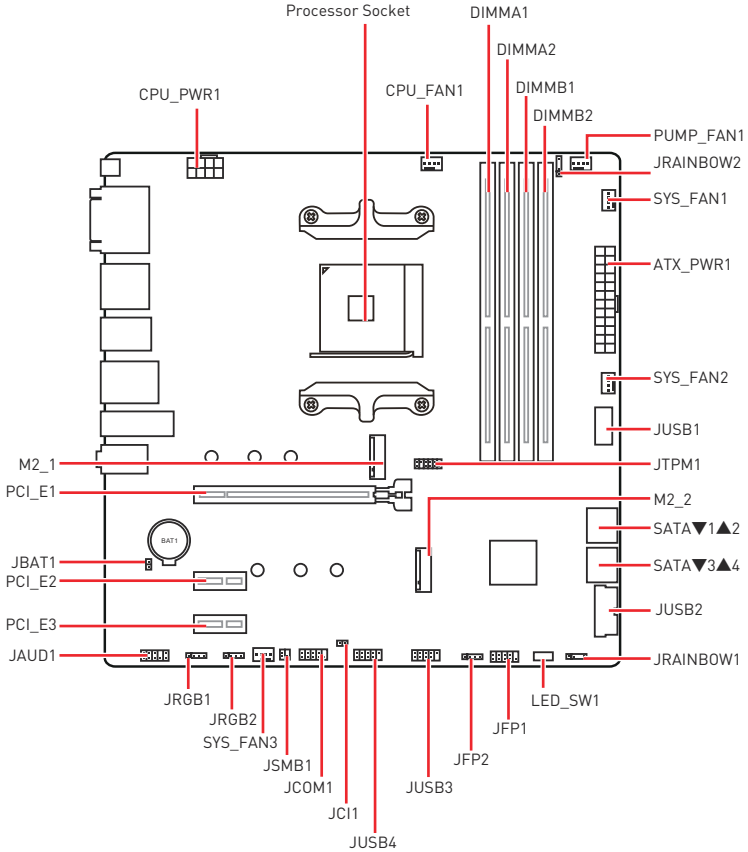 Processor Socket
DIMMA1
DIMMA2
CPU_PWR1
CPU_FAN1
DIMMB1
DIMMB2
PUMP_FAN1
JRAINBOW2
SYS_FAN1
ATX_PWR1
SYS_FAN2
JUSB1
M2_1
JTPM1
PCI_E1
M2_2
SATA▼1▲2
BAT1
JBAT1
SATA▼3▲4
PCI_E2
JUSB2
PCI_E3
JAUD1
JRAINBOW1
JRGB1
LED_SW1
JRGB2
JFP1
SYS_FAN3
JFP2
JSMB1
JCOM1
JUSB3
JCI1
JUSB4